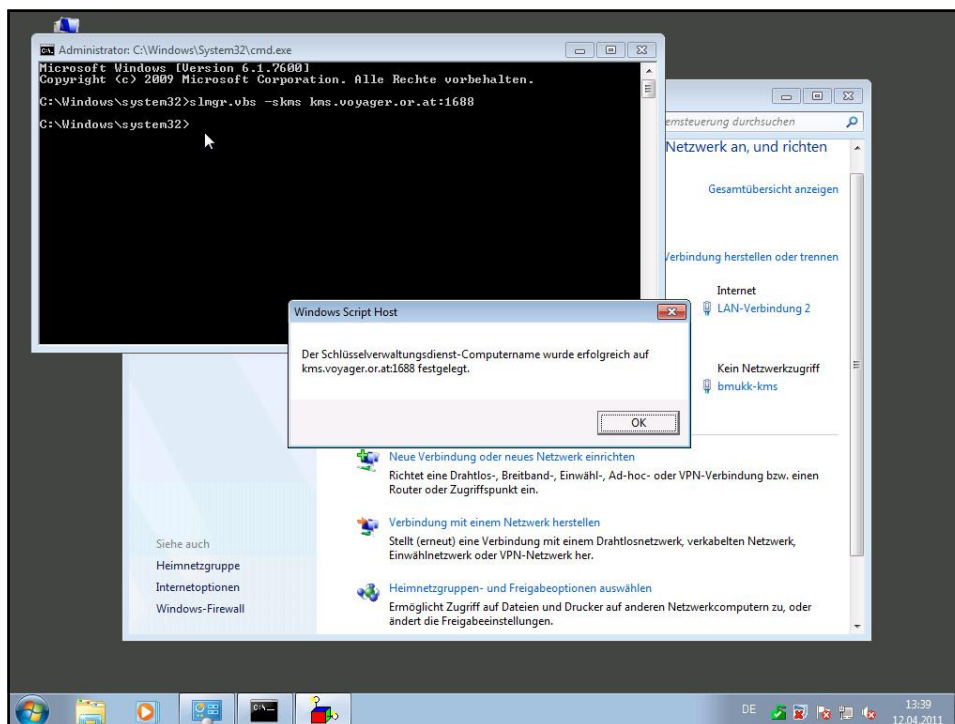 Administrator: C:\Windows\System32\cmd.exe
Microsoft Windows [Version 6.1.7600]
Copyright (c) 2009 Microsoft Corporation. Alle Rechte vorbehalten.
C:\Windows\system32>slmgr.vbs -skms kms.voyager.or.at:1688
C:\Windows\system32>
emsteuerung durchsuchen
Netzwerk an, und richten
Gesamtübersicht anzeigen
Verbindung herstellen oder trennen
Internet
LAN-Verbindung 2
Kein Netzwerkzugriff
bmukk-kms
Windows Script Host
Der Schlüsselverwaltungsdienst-Computername wurde erfolgreich auf
kms.voyager.or.at:1688 festgelegt.
OK
Neue Verbindung oder neues Netzwerk einrichten
Richtet eine Drahtlos-, Breitband-, Einwähl-, Ad-hoc- oder VPN-Verbindung bzw. einen
Router oder Zugriffspunkt ein.
Verbindung mit einem Netzwerk herstellen
Stellt (erneut) eine Verbindung mit einem Drahtlosnetzwerk, verkabelten Netzwerk,
Einwählnetzwerk oder VPN-Netzwerk her.
Heimnetzgruppen- und Freigabeoptionen auswählen
Ermöglicht Zugriff auf Dateien und Drucker auf anderen Netzwerkcomputern zu, oder
ändert die Freigabeeinstellungen.
Siehe auch
Heimnetzgruppe
Internetoptionen
Windows-Firewall
DE
13:39
12.04.2011